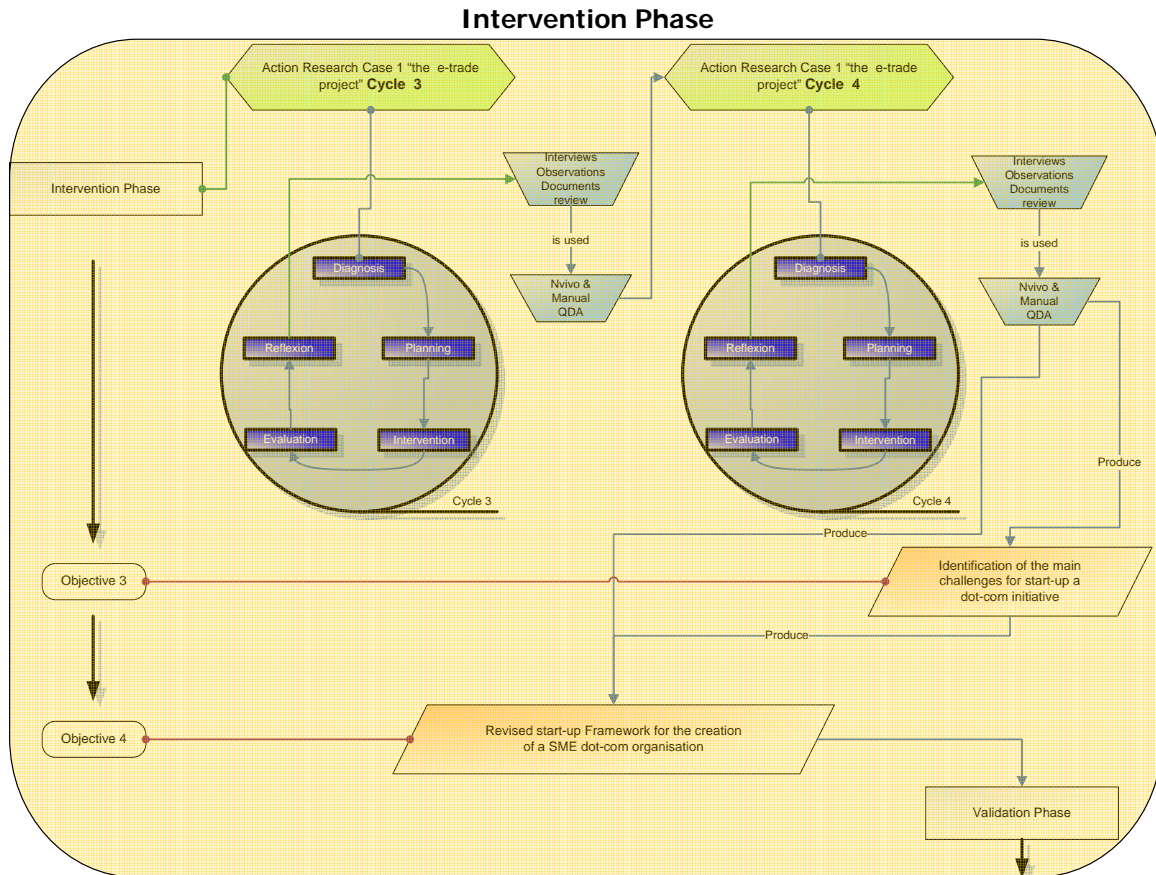 Intervention Phase
Action Research Case 1 “the e-trade
project” Cycle 3
Action Research Case 1 “the e-trade
project” Cycle 4
Intervention Phase
Interviews
Observations
Documents
review
is used
Nvivo &
Manual
QDA
Interviews
Observations
Documents
review
is used
Nvivo &
Manual
QDA
Diagnosis
Reflexion
Planning
Evaluation
Intervention
Cycle 3
Diagnosis
Reflexion
Planning
Evaluation
Intervention
Cycle 4
Produce
Produce
Objective 3
Identification of the main
challenges for start-up a
dot-com initiative
Produce
Objective 4
Revised start-up Framework for the creation
of a SME dot-com organisation
Validation Phase